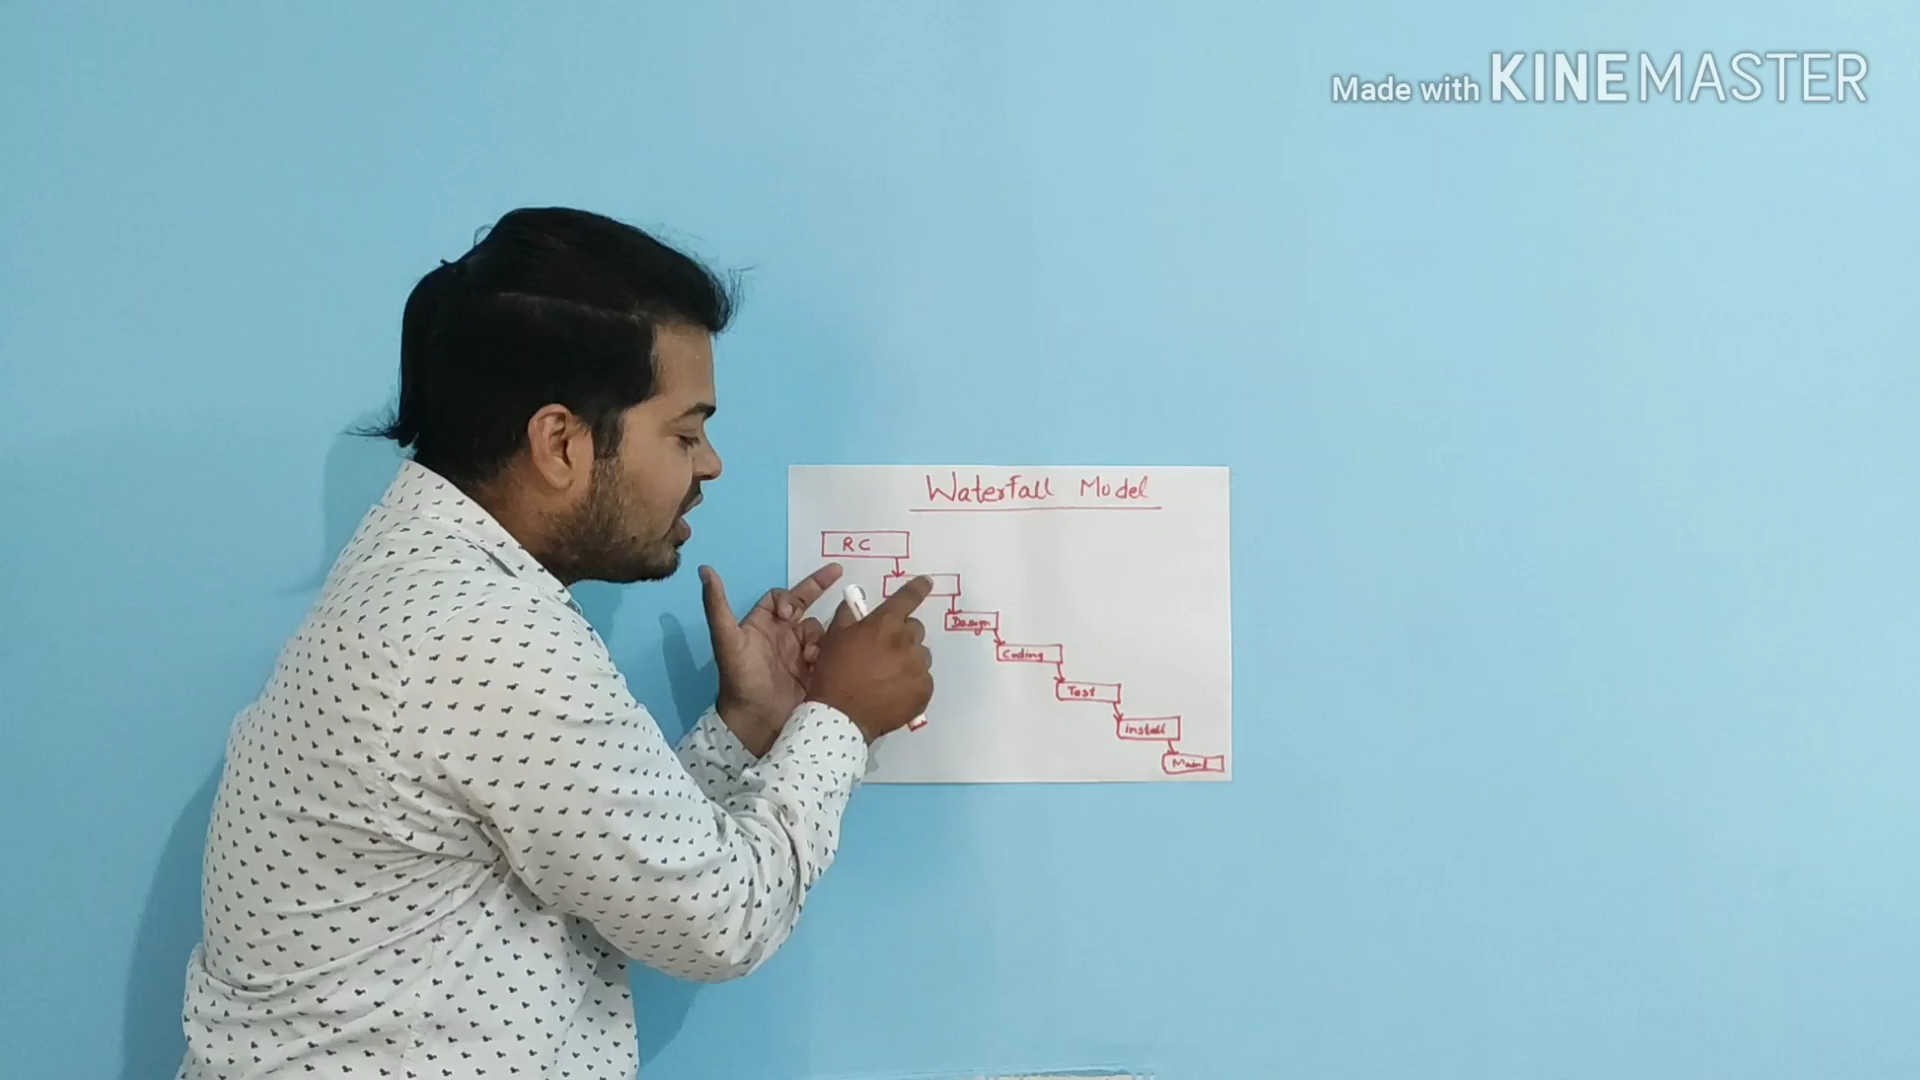 Made with KINEMASTER
Waterfall Model
RC
Design
Coding
Test
Install